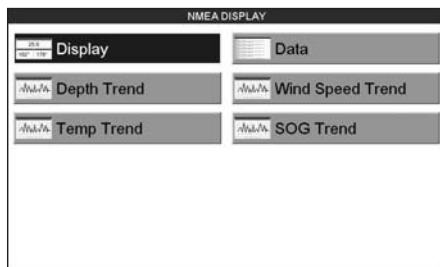 NMEA DISPLAY
Display
Data
Depth Trend
Wind Speed Trend
Temp Trend
SOG Trend